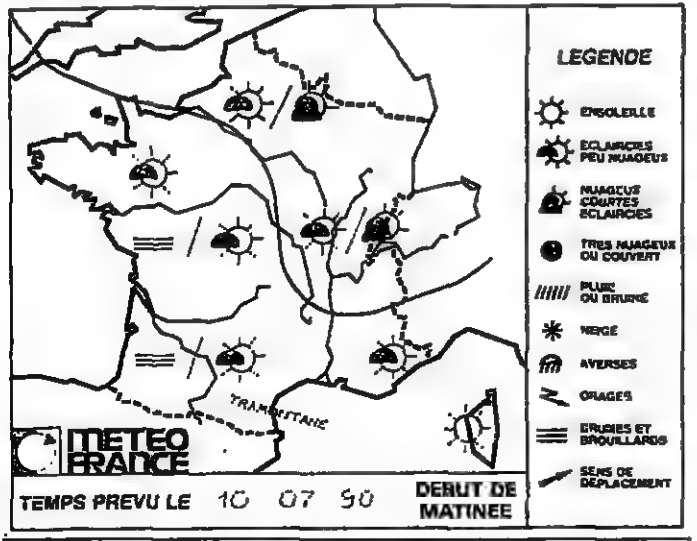 LEGENDE
ENSOLEILLE
ECLAIRCIES
PEU NUAGEUX
NUAGEUX
COURTES
ECLAIRCIES
TRES NUAGEUX
OU COUVERT
PLUIE
OU BRUINE
NEIGE
AVERSES
ORAGES
BRUMES ET
BROUILLARDS
SENS DE
DEPLACEMENT
TRAMONTANE
METEO
FRANCE
TEMPS PREVU LE 10 07 90 DEBUT DE
MATINEE